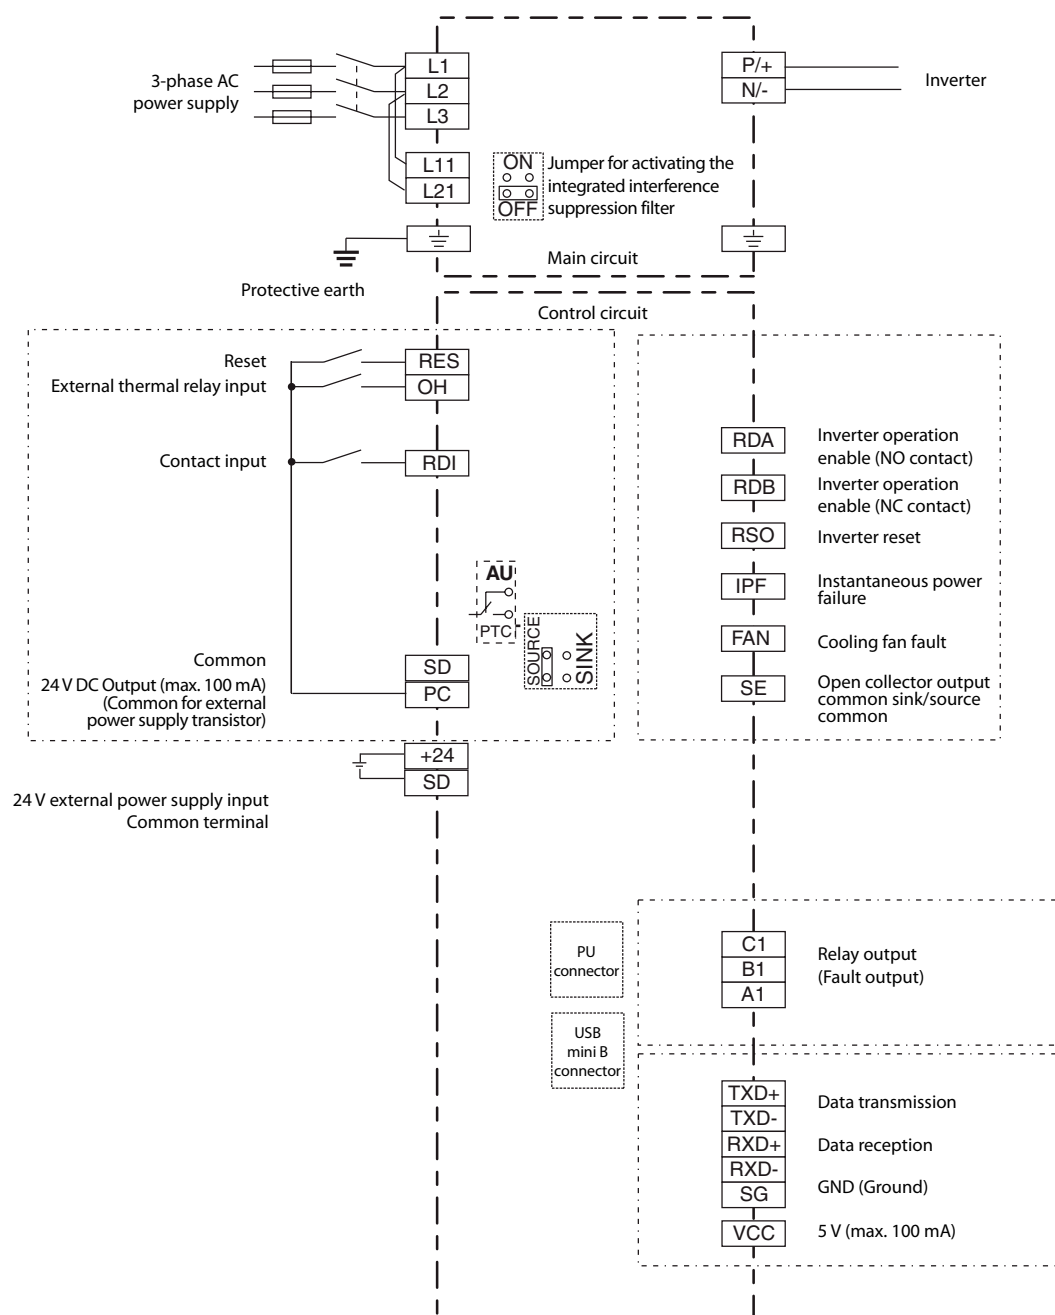 3-phase AC
power supply
L1
L2
L3
L11
L21
P/+
N/-
Inverter
ON
OFF
Jumper for activating the
integrated interference
suppression filter
Main circuit
Protective earth
Control circuit
Reset
RES
External thermal relay input
OH
Contact input
RDI
AU
PTC
SOURCE
SINK
Common
SD
24 V DC Output (max. 100 mA)
(Common for external
power supply transistor)
PC
+24
SD
24 V external power supply input
Common terminal
RDA
Inverter operation
enable (NO contact)
RDB
Inverter operation
enable (NC contact)
RSO
Inverter reset
IPF
Instantaneous power
failure
FAN
Cooling fan fault
SE
Open collector output
common sink/source
common
PU
connector
C1
B1
A1
Relay output
(Fault output)
USB
mini B
connector
TXD+
TXD-
Data transmission
RXD+
RXD-
Data reception
SG
GND (Ground)
VCC
5 V (max. 100 mA)